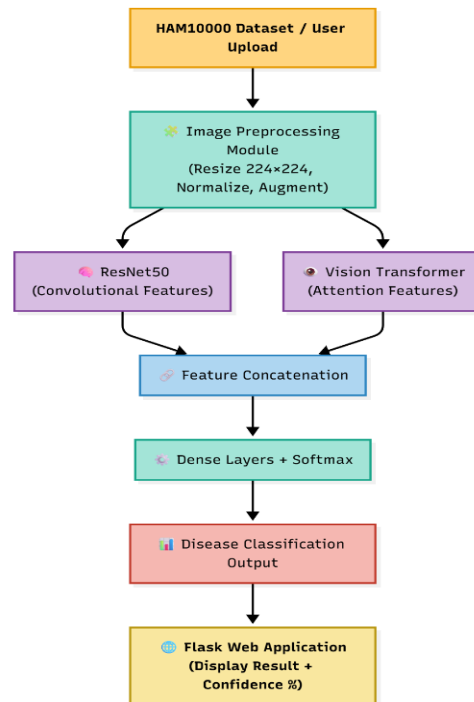 HAM10000 Dataset / User
Upload
🧩 Image Preprocessing
Module
(Resize 224×224,
Normalize, Augment)
🧠 ResNet50
(Convolutional Features)
👁️ Vision Transformer
(Attention Features)
🔗 Feature Concatenation
⚙️ Dense Layers + Softmax
📊 Disease Classification
Output
🌐 Flask Web Application
(Display Result +
Confidence %)